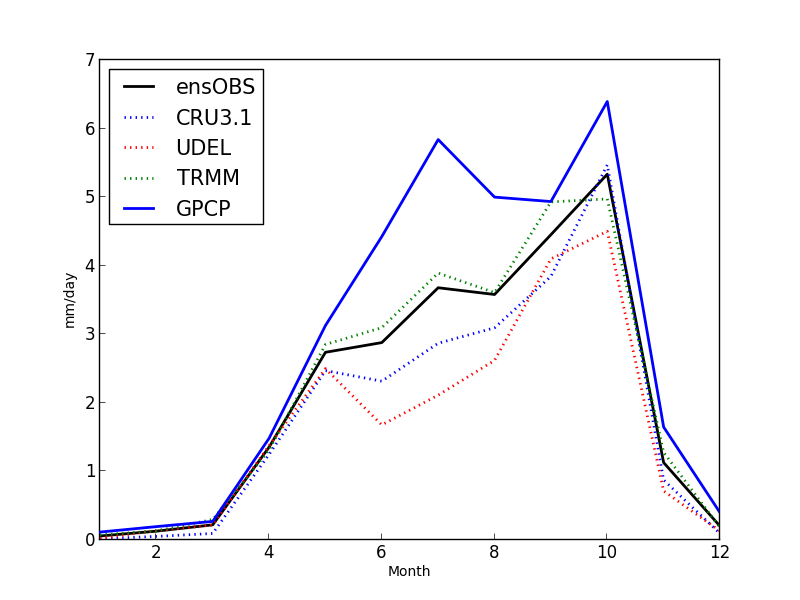 7
6
5
4
3
2
1
0
mm/day
ensOBS
CRU3.1
UDEL
TRMM
GPCP
2 4 6 8 10 12
Month